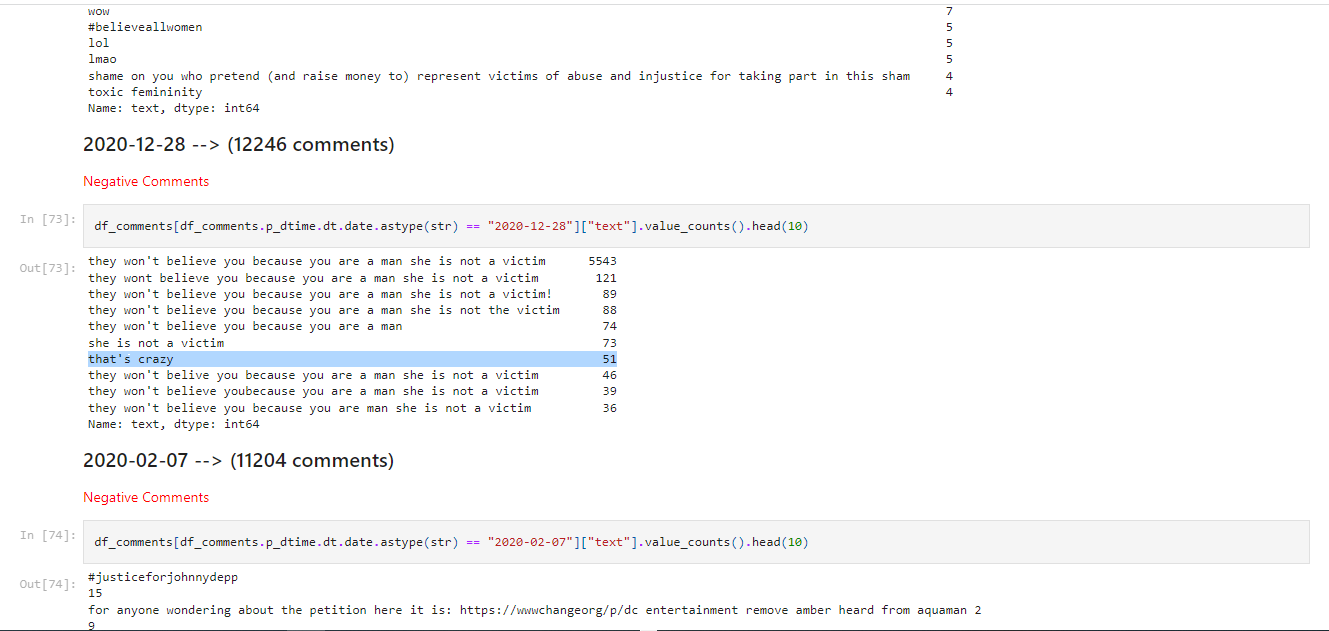 wow 7
#believeallwomen 5
lol 5
lmao 5
shame on you who pretend (and raise money to) represent victims of abuse and injustice for taking part in this sham 4
toxic femininity 4
Name: text, dtype: int64
2020-12-28 --> (12246 comments)
Negative Comments
In [73]: df_comments[df_comments.p_dtime.dt.date.astype(str) == "2020-12-28"]["text"].value_counts().head(10)
Out[73]: they won't believe you because you are a man she is not a victim 5543
they wont believe you because you are a man she is not a victim 121
they won't believe you because you are a man she is not a victim! 89
they won't believe you because you are a man she is not the victim 88
they won't believe you because you are a man 74
she is not a victim 73
that's crazy 51
they won't belive you because you are a man she is not a victim 46
they won't believe youbecause you are a man she is not a victim 39
they won't believe you because you are man she is not a victim 36
Name: text, dtype: int64
2020-02-07 --> (11204 comments)
Negative Comments
In [74]: df_comments[df_comments.p_dtime.dt.date.astype(str) == "2020-02-07"]["text"].value_counts().head(10)
Out[74]: #justiceforjohnnydepp
15
for anyone wondering about the petition here it is: https://wwwchangeorg/p/dc entertainment remove amber heard from aquaman 2
9